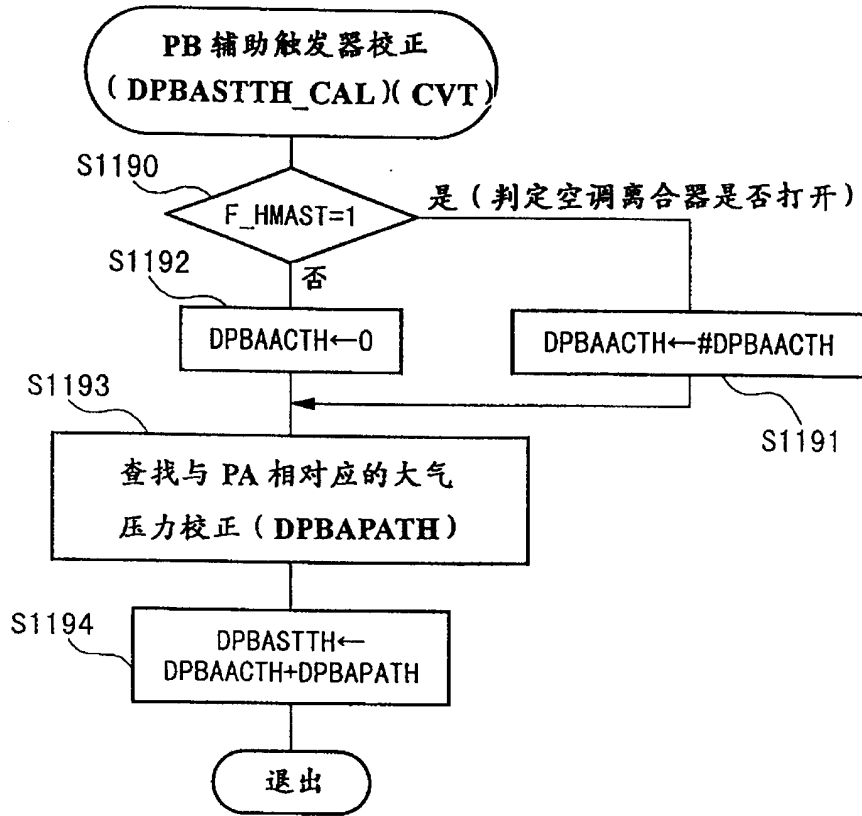 PB 辅助触发器校正
(DPBASTTH_CAL)(CVT)
S1190
F_HMAST=1
是(判定空调离合器是否打开)
否
S1192
DPBAACTH←0
DPBAACTH←#DPBAACTH
S1191
S1193
查找与 PA 相对应的大气
压力校正(DPBAPATH)
S1194
DPBASTTH←
DPBAACTH+DPBAPATH
退出